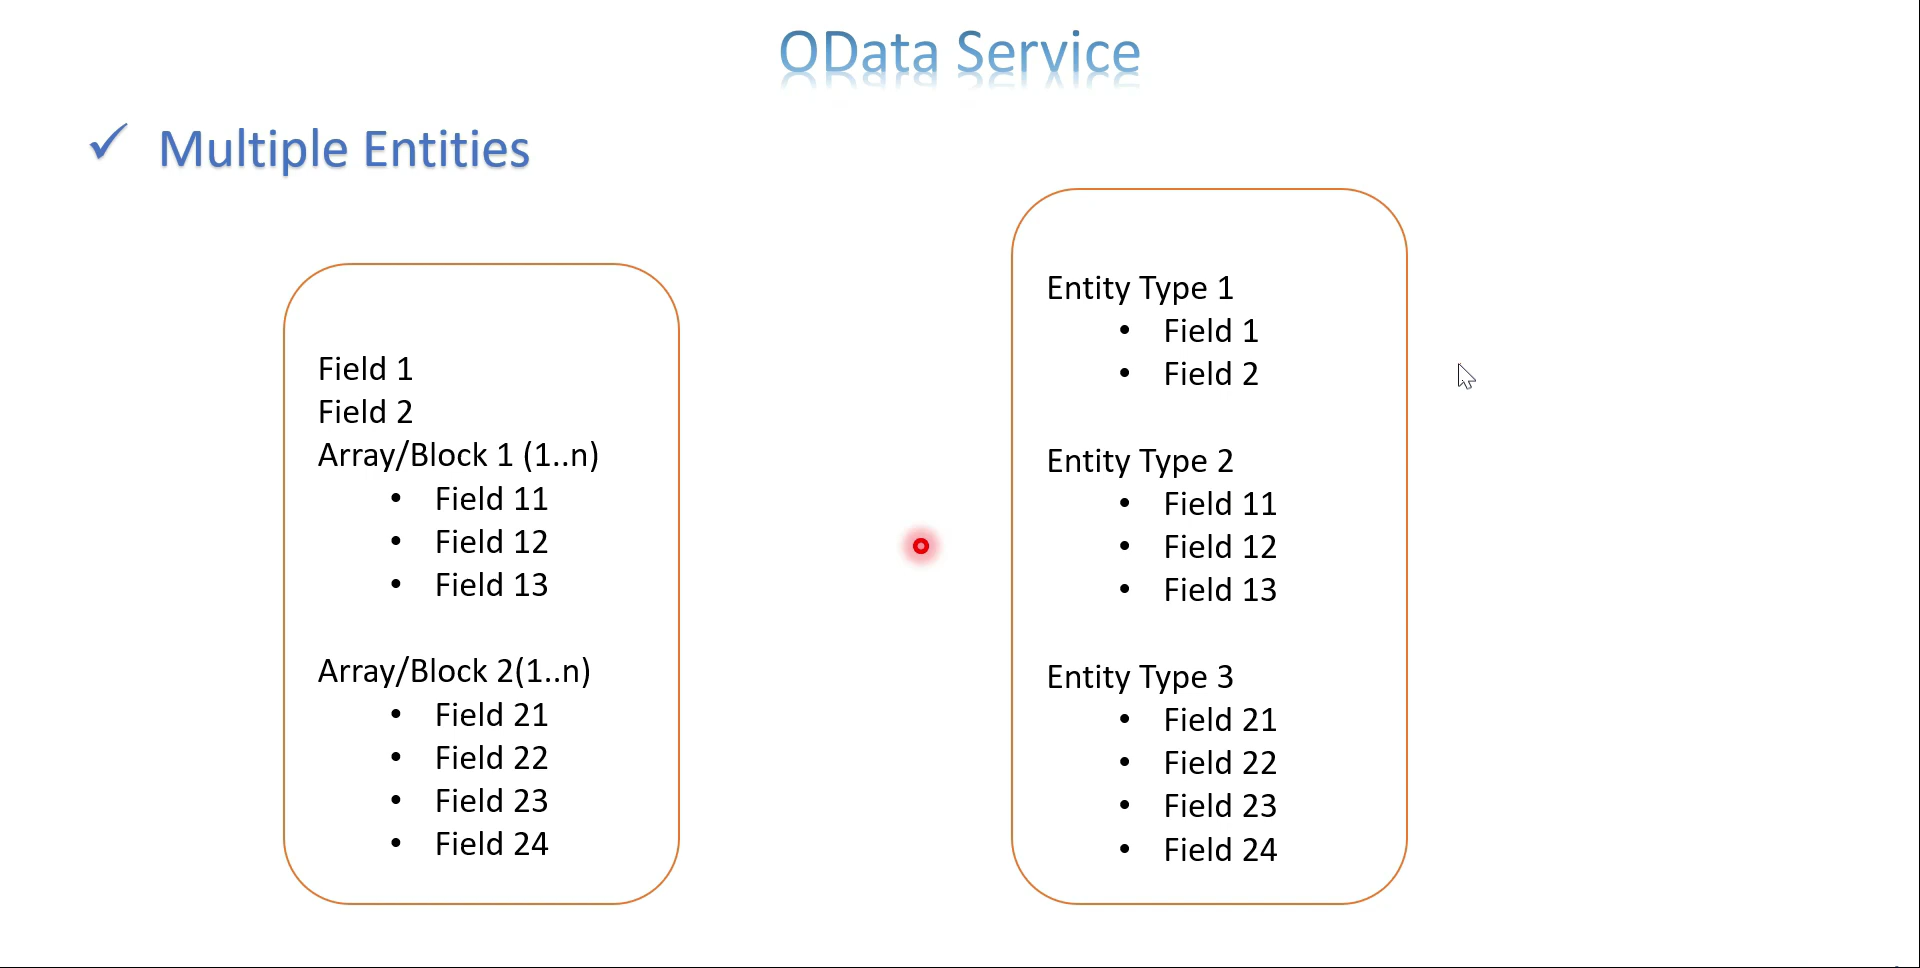 OData Service
✓ Multiple Entities
Field 1
Field 2
Array/Block 1 (1..n)
• Field 11
• Field 12
• Field 13
Array/Block 2(1..n)
• Field 21
• Field 22
• Field 23
• Field 24
Entity Type 1
• Field 1
• Field 2
Entity Type 2
• Field 11
• Field 12
• Field 13
Entity Type 3
• Field 21
• Field 22
• Field 23
• Field 24